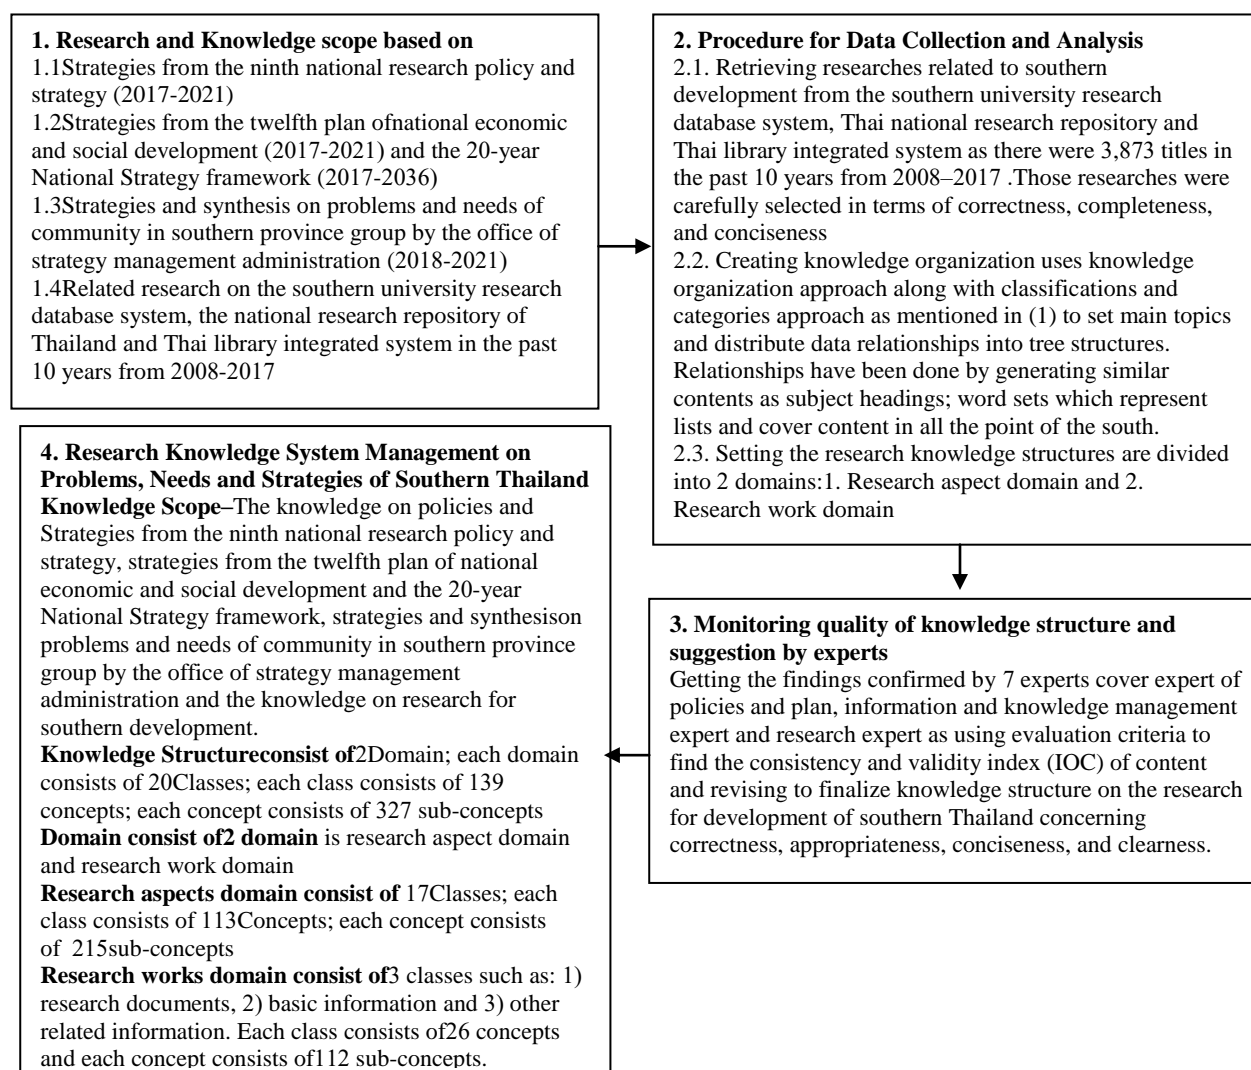 1. Research and Knowledge scope based on
1.1Strategies from the ninth national research policy and
strategy (2017-2021)
1.2Strategies from the twelfth plan ofnational economic
and social development (2017-2021) and the 20-year
National Strategy framework (2017-2036)
1.3Strategies and synthesis on problems and needs of
community in southern province group by the office of
strategy management administration (2018-2021)
1.4Related research on the southern university research
database system, the national research repository of
Thailand and Thai library integrated system in the past
10 years from 2008-2017
2. Procedure for Data Collection and Analysis
2.1. Retrieving researches related to southern
development from the southern university research
database system, Thai national research repository and
Thai library integrated system as there were 3,873 titles in
the past 10 years from 2008–2017 .Those researches were
carefully selected in terms of correctness, completeness,
and conciseness
2.2. Creating knowledge organization uses knowledge
organization approach along with classifications and
categories approach as mentioned in (1) to set main topics
and distribute data relationships into tree structures.
Relationships have been done by generating similar
contents as subject headings; word sets which represent
lists and cover content in all the point of the south.
2.3. Setting the research knowledge structures are divided
into 2 domains:1. Research aspect domain and 2.
Research work domain
3. Monitoring quality of knowledge structure and
suggestion by experts
Getting the findings confirmed by 7 experts cover expert of
policies and plan, information and knowledge management
expert and research expert as using evaluation criteria to
find the consistency and validity index (IOC) of content
and revising to finalize knowledge structure on the research
for development of southern Thailand concerning
correctness, appropriateness, conciseness, and clearness.
4. Research Knowledge System Management on
Problems, Needs and Strategies of Southern Thailand
Knowledge Scope–The knowledge on policies and
Strategies from the ninth national research policy and
strategy, strategies from the twelfth plan of national
economic and social development and the 20-year
National Strategy framework, strategies and synthesison
problems and needs of community in southern province
group by the office of strategy management
administration and the knowledge on research for
southern development.
Knowledge Structureconsist of2Domain; each domain
consists of 20Classes; each class consists of 139
concepts; each concept consists of 327 sub-concepts
Domain consist of2 domain is research aspect domain
and research work domain
Research aspects domain consist of 17Classes; each
class consists of 113Concepts; each concept consists
of 215sub-concepts
Research works domain consist of3 classes such as: 1)
research documents, 2) basic information and 3) other
related information. Each class consists of26 concepts
and each concept consists of112 sub-concepts.